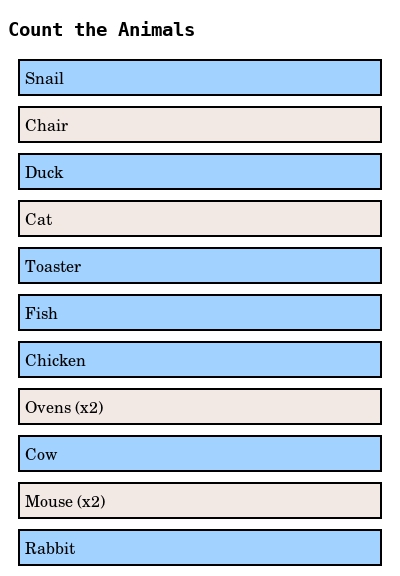 Count the Animals
Snail
Chair
Duck
Cat
Toaster
Fish
Chicken
Ovens (x2)
Cow
Mouse (x2)
Rabbit